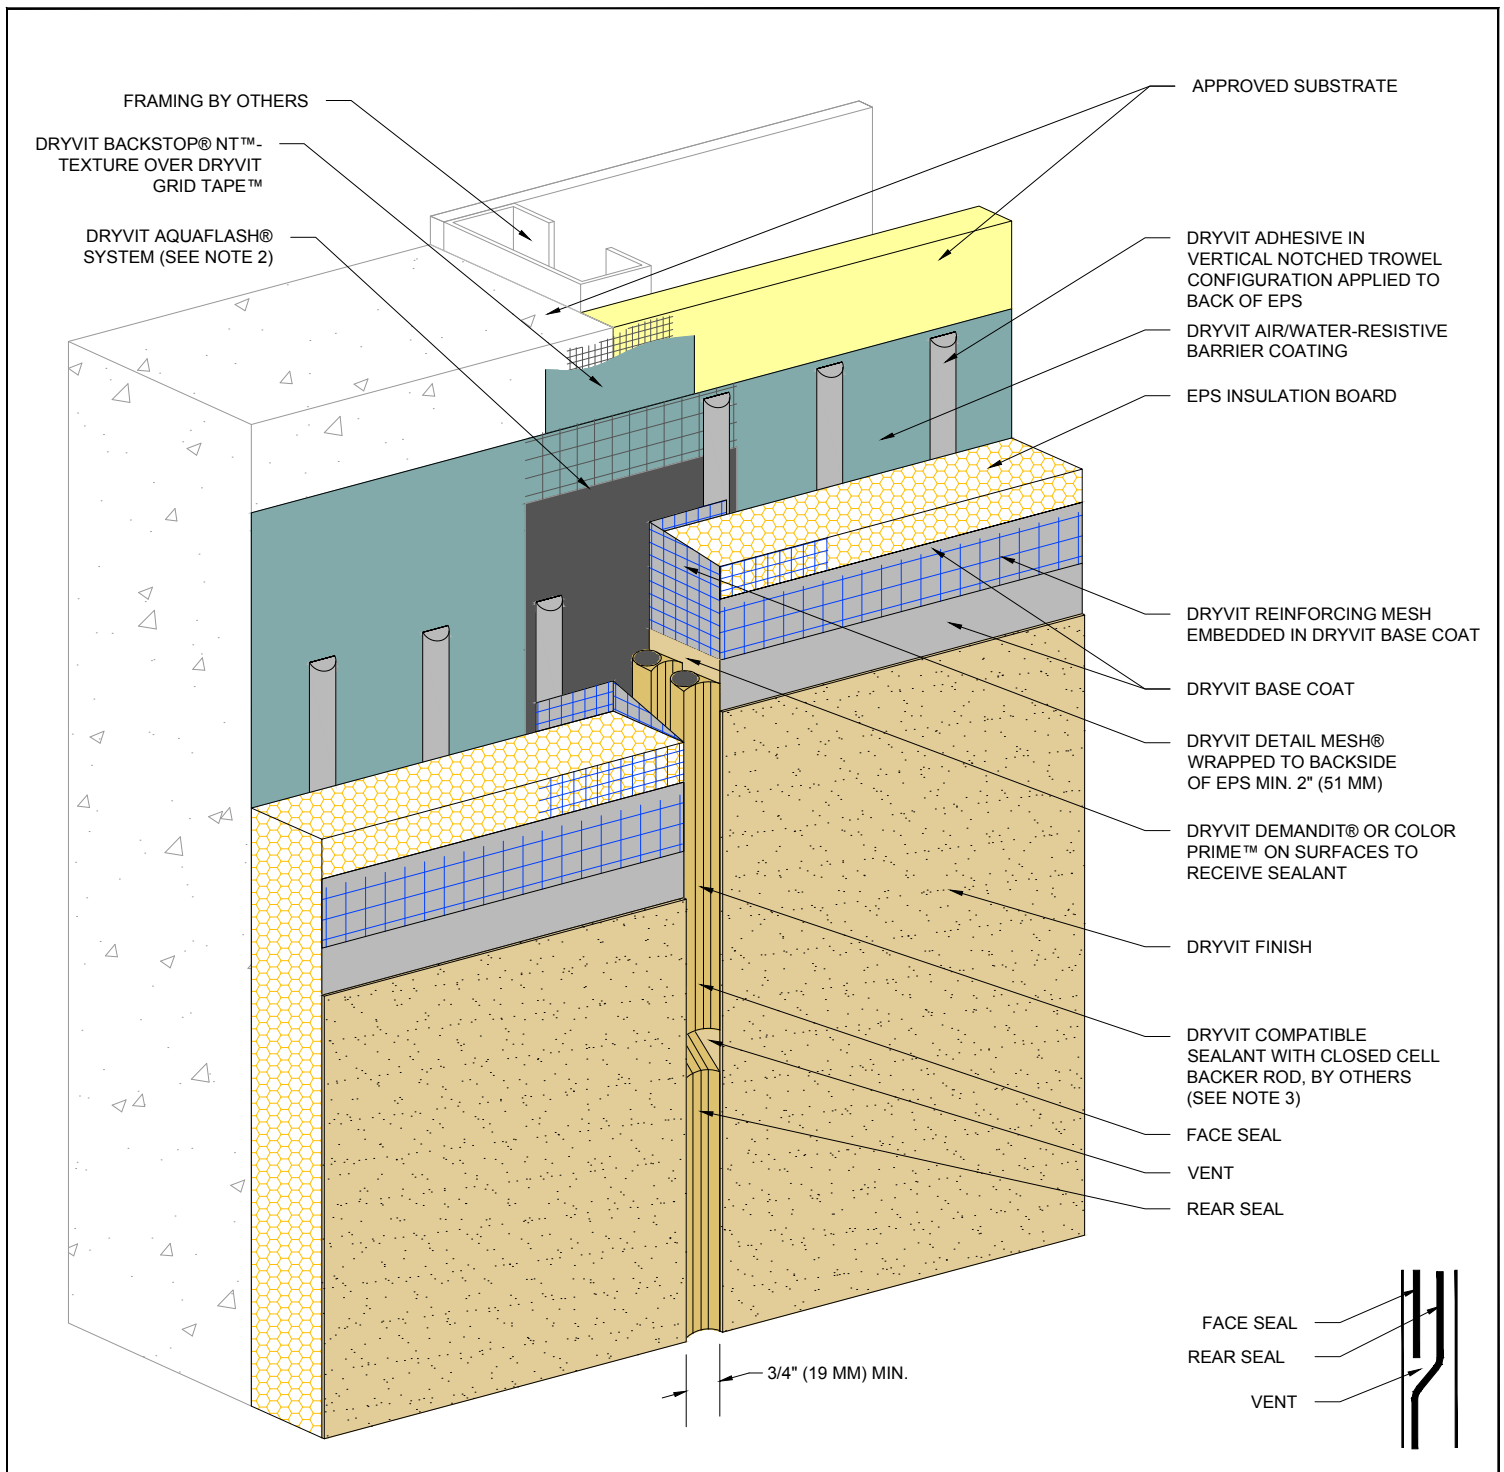 FRAMING BY OTHERS
DRYVIT BACKSTOP® NT™-
TEXTURE OVER DRYVIT
GRID TAPE™
DRYVIT AQUAFLASH®
SYSTEM (SEE NOTE 2)
APPROVED SUBSTRATE
DRYVIT ADHESIVE IN
VERTICAL NOTCHED TROWEL
CONFIGURATION APPLIED TO
BACK OF EPS
DRYVIT AIR/WATER-RESISTIVE
BARRIER COATING
EPS INSULATION BOARD
DRYVIT REINFORCING MESH
EMBEDDED IN DRYVIT BASE COAT
DRYVIT BASE COAT
DRYVIT DETAIL MESH®
WRAPPED TO BACKSIDE
OF EPS MIN. 2" (51 MM)
DRYVIT DEMANDIT® OR COLOR
PRIME™ ON SURFACES TO
RECEIVE SEALANT
DRYVIT FINISH
DRYVIT COMPATIBLE
SEALANT WITH CLOSED CELL
BACKER ROD, BY OTHERS
(SEE NOTE 3)
FACE SEAL
VENT
REAR SEAL
3/4" (19 MM) MIN.
FACE SEAL
REAR SEAL
VENT